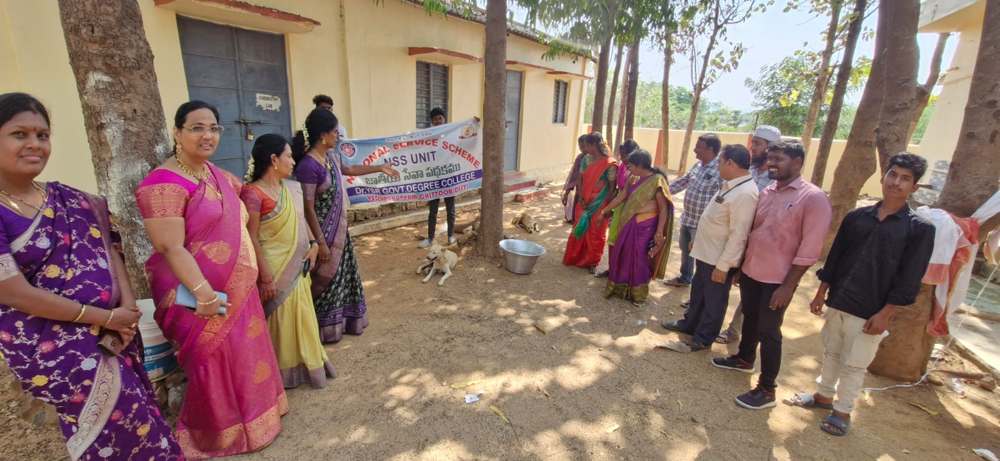 CHEMISTRY
LAB
NOT ME BUT YOU
NATIONAL SERVICE SCHEME
NSS UNIT
జాతీయ సేవా పథకము
Dr.YSR GOVT.DEGREE COLLEGE
VEDURUKUPPAM, CHITTOOR(DIST)